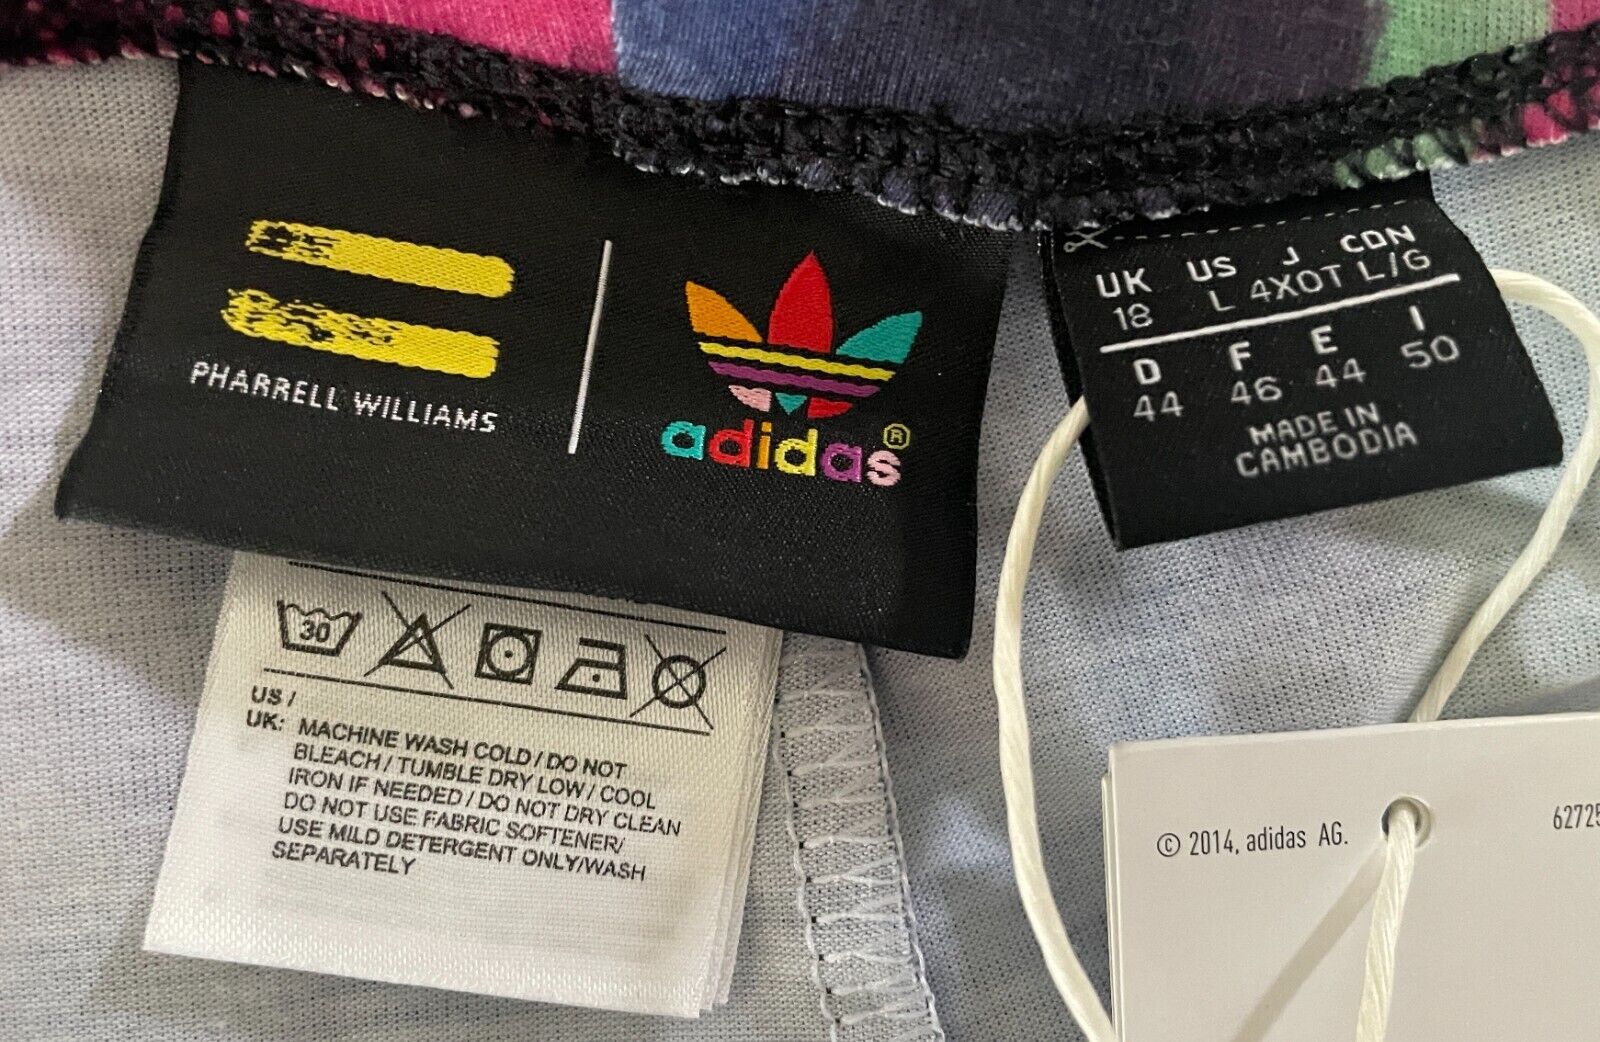 PHARRELL WILLIAMS
adidas®
UK US J CDN
18 L 4XOT L/G
D F E I
44 46 44 50
MADE IN
CAMBODIA
30
US /
UK: MACHINE WASH COLD / DO NOT
BLEACH / TUMBLE DRY LOW / COOL
IRON IF NEEDED / DO NOT DRY CLEAN
DO NOT USE FABRIC SOFTENER/
USE MILD DETERGENT ONLY/WASH
SEPARATELY
© 2014, adidas AG.
62725